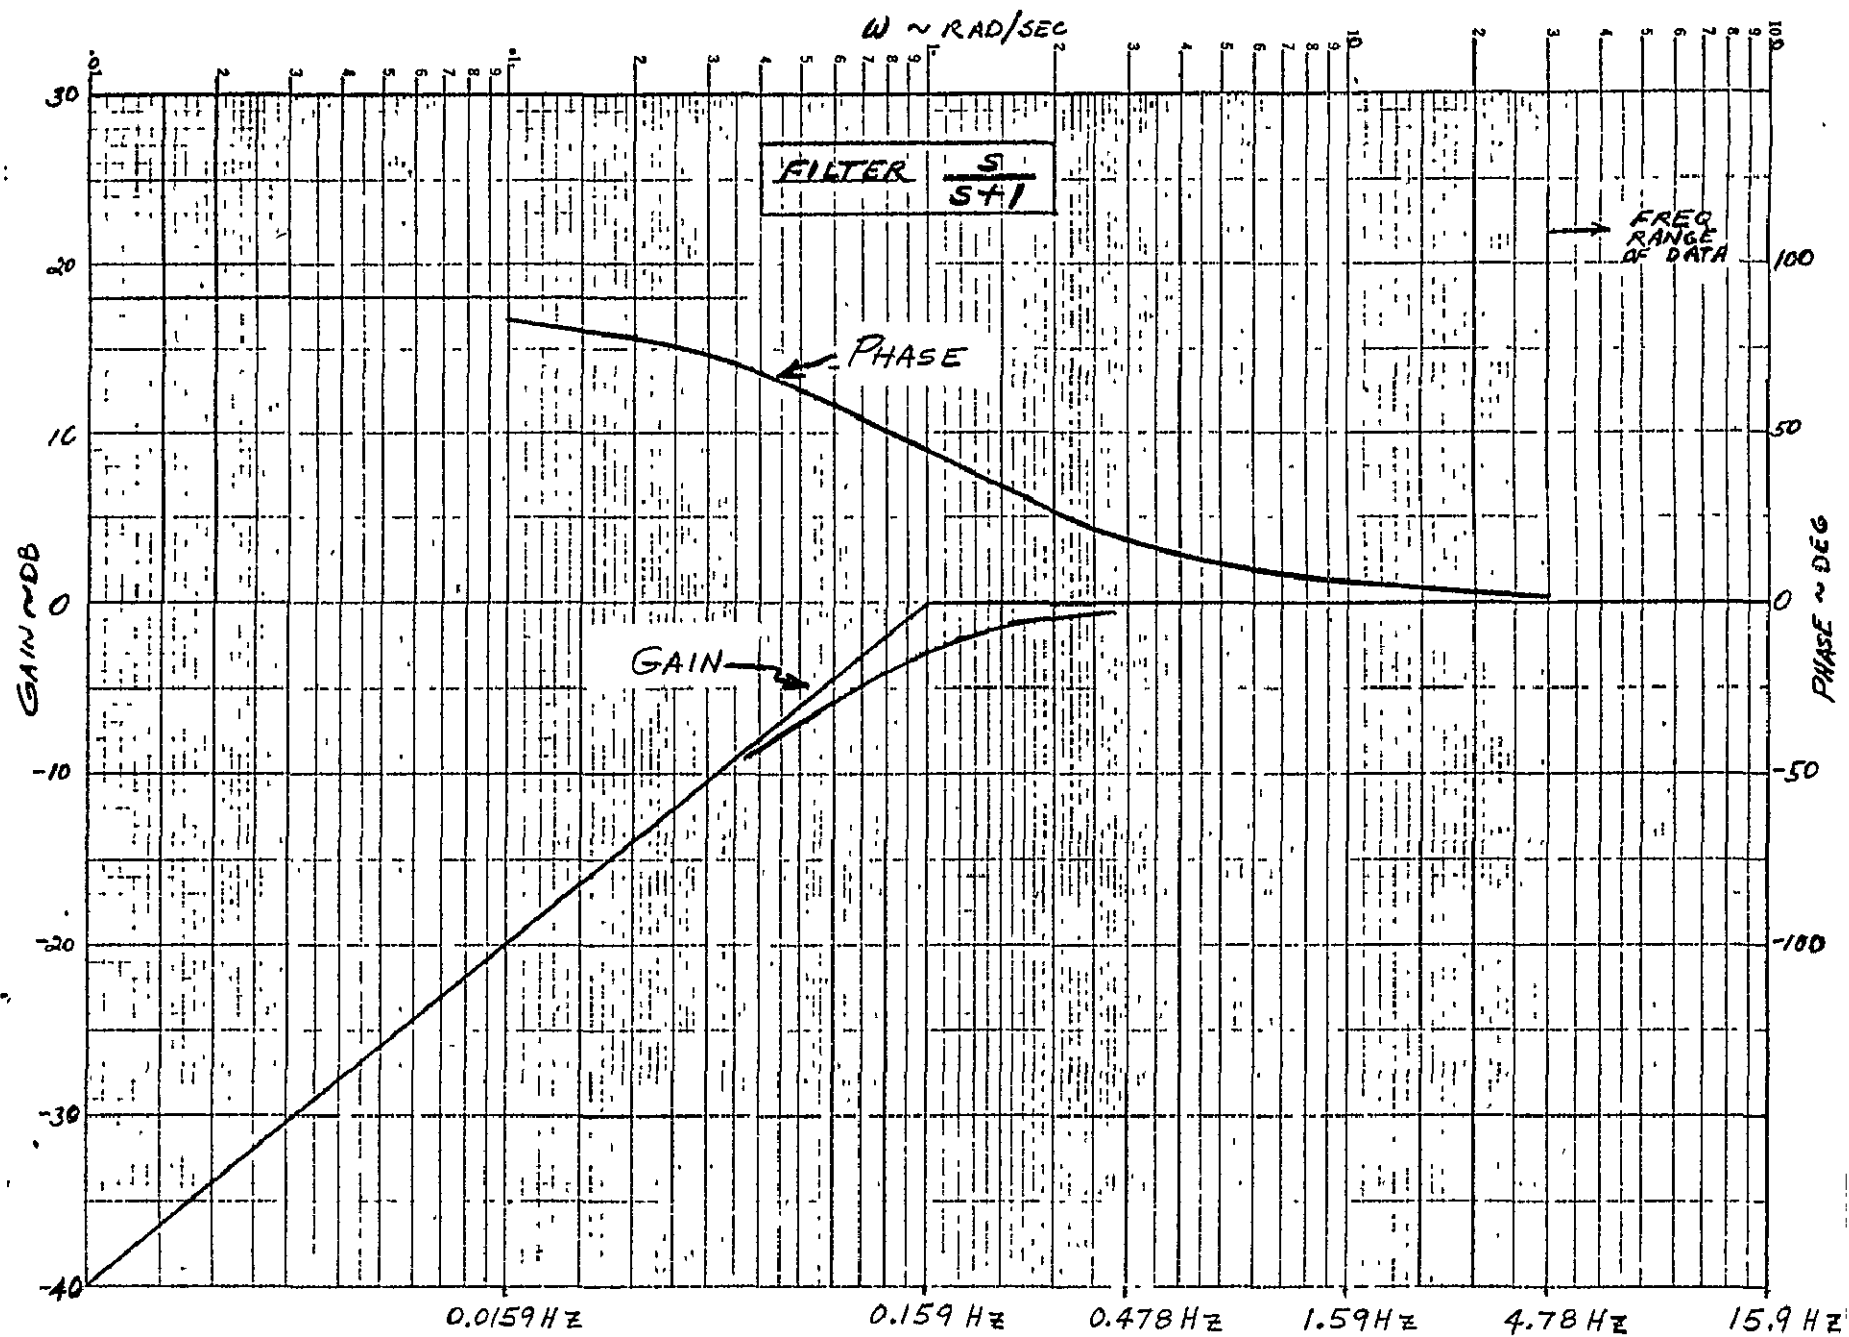 ω ~ RAD/SEC
.01 2 3 4 5 6 7 8 9 .1 2 3 4 5 6 7 8 9 1. 2 3 4 5 6 7 8 9 10 2 3 4 5 6 7 8 9 100
30
20
10
0
-10
-20
-30
-40
GAIN ~ DB
FILTER S
S+1
FREQ
RANGE
OF DATA
PHASE
GAIN
100
50
0
-50
-100
PHASE ~ DEG
0.0159 HZ 0.159 HZ 0.478 HZ 1.59 HZ 4.78 HZ 15.9 HZ